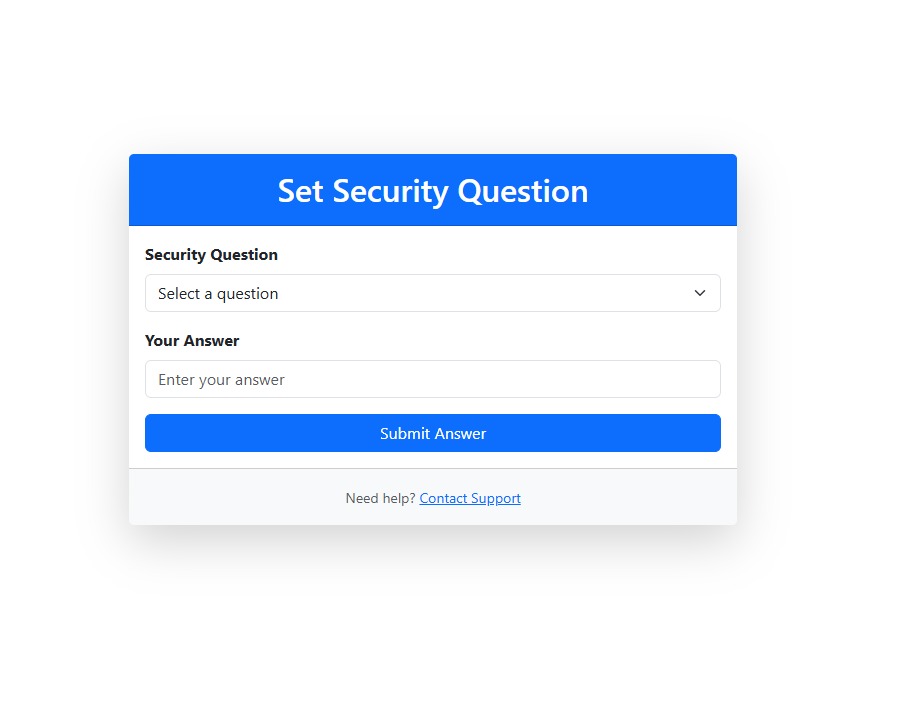 Set Security Question
Security Question
Select a question
Your Answer
Enter your answer
Submit Answer
Need help? Contact Support